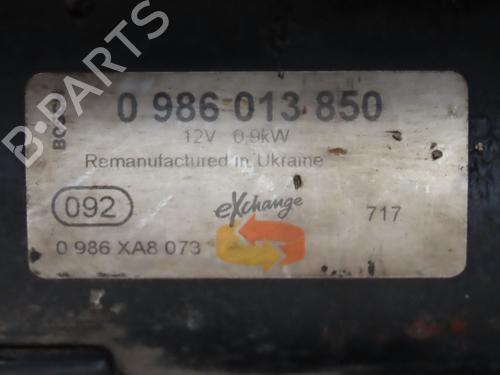 B-PARTS
0 986 013 850
12V 0.9kW
Remanufactured in Ukraine
092
eXchange
717
0 986 XA8 073